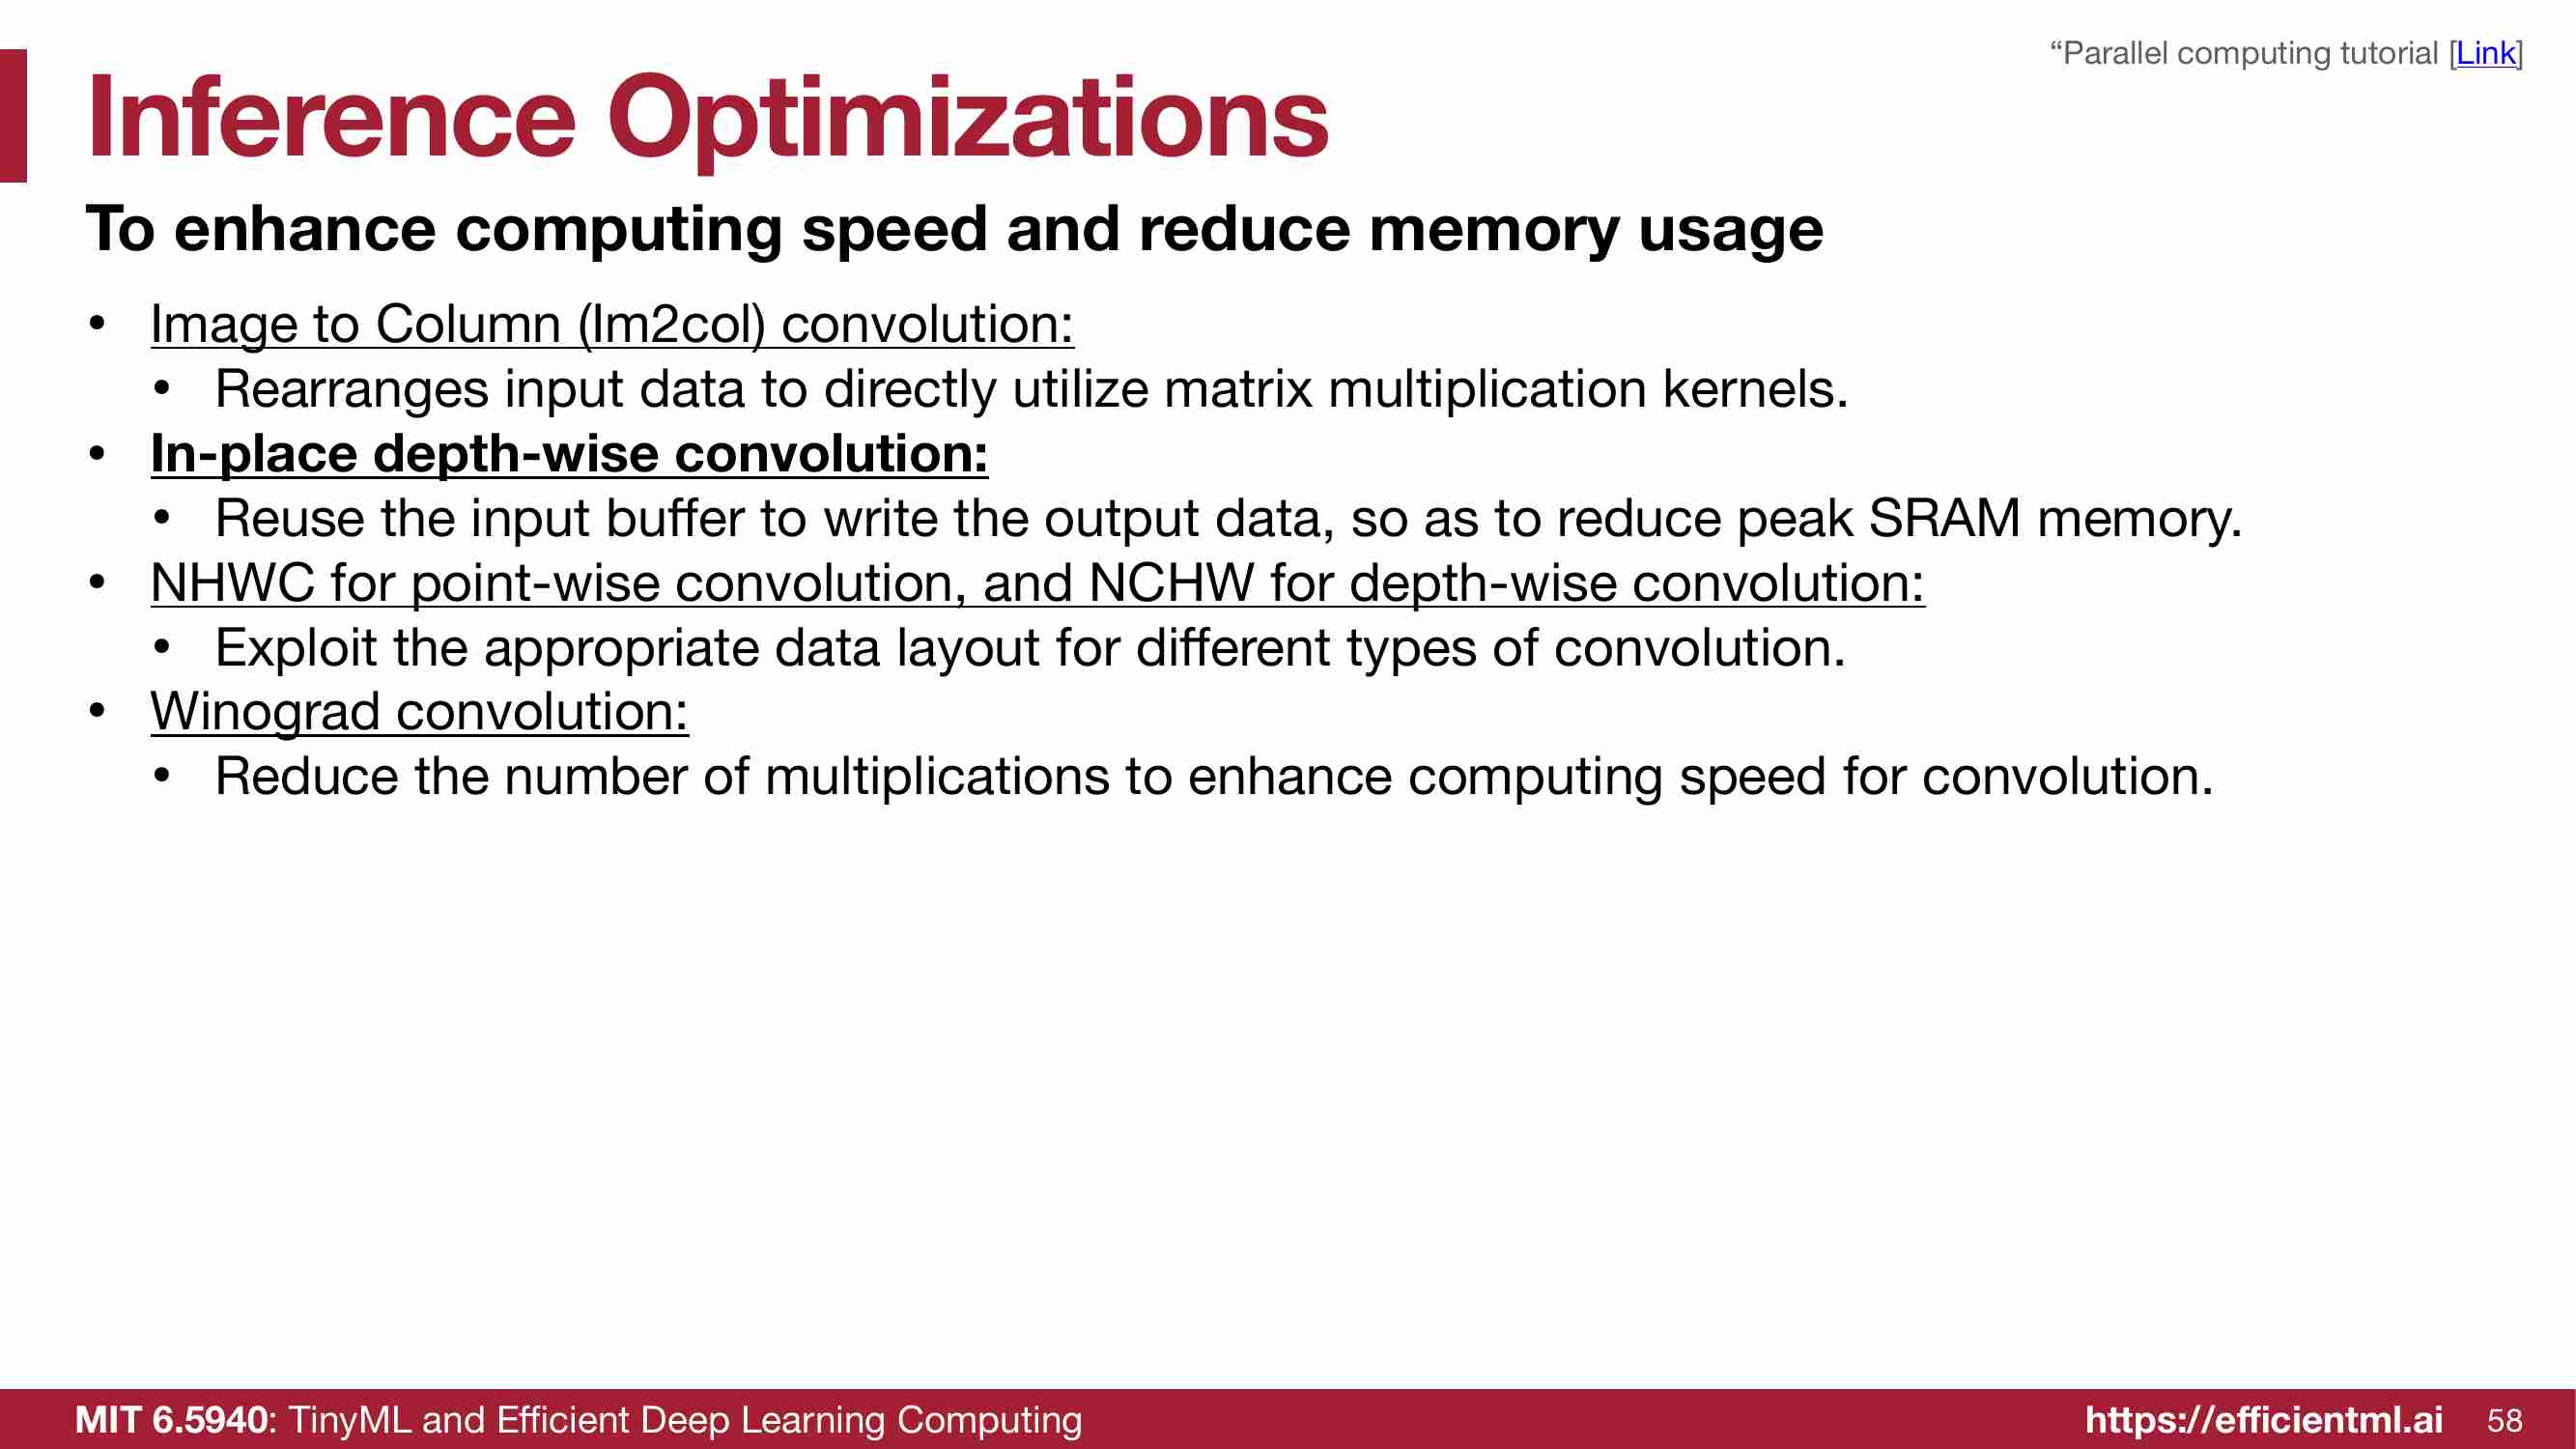 “Parallel computing tutorial [Link]
Inference Optimizations
To enhance computing speed and reduce memory usage
• Image to Column (Im2col) convolution:
• Rearranges input data to directly utilize matrix multiplication kernels.
• In-place depth-wise convolution:
• Reuse the input buffer to write the output data, so as to reduce peak SRAM memory.
• NHWC for point-wise convolution, and NCHW for depth-wise convolution:
• Exploit the appropriate data layout for different types of convolution.
• Winograd convolution:
• Reduce the number of multiplications to enhance computing speed for convolution.
MIT 6.5940: TinyML and Efficient Deep Learning Computing
https://efficientml.ai 58